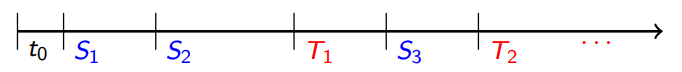 t₀ S₁ S₂ T₁ S₃ T₂ ...